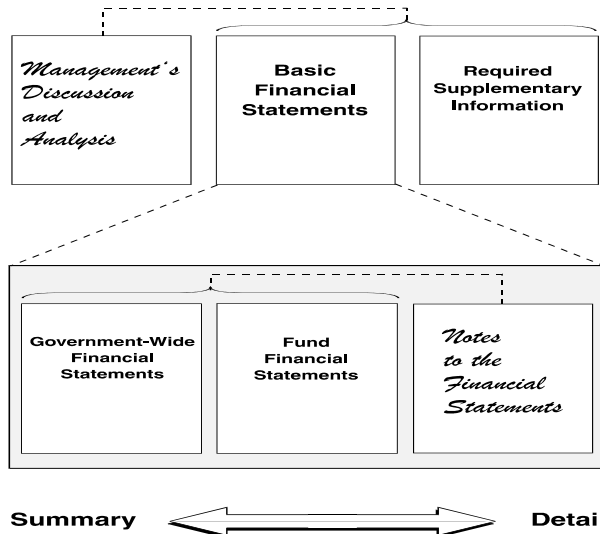 Management's
Discussion
and
Analysis
Basic
Financial
Statements
Required
Supplementary
Information
Government-Wide
Financial
Statements
Fund
Financial
Statements
Notes
to the
Financial
Statements
Summary
Detai